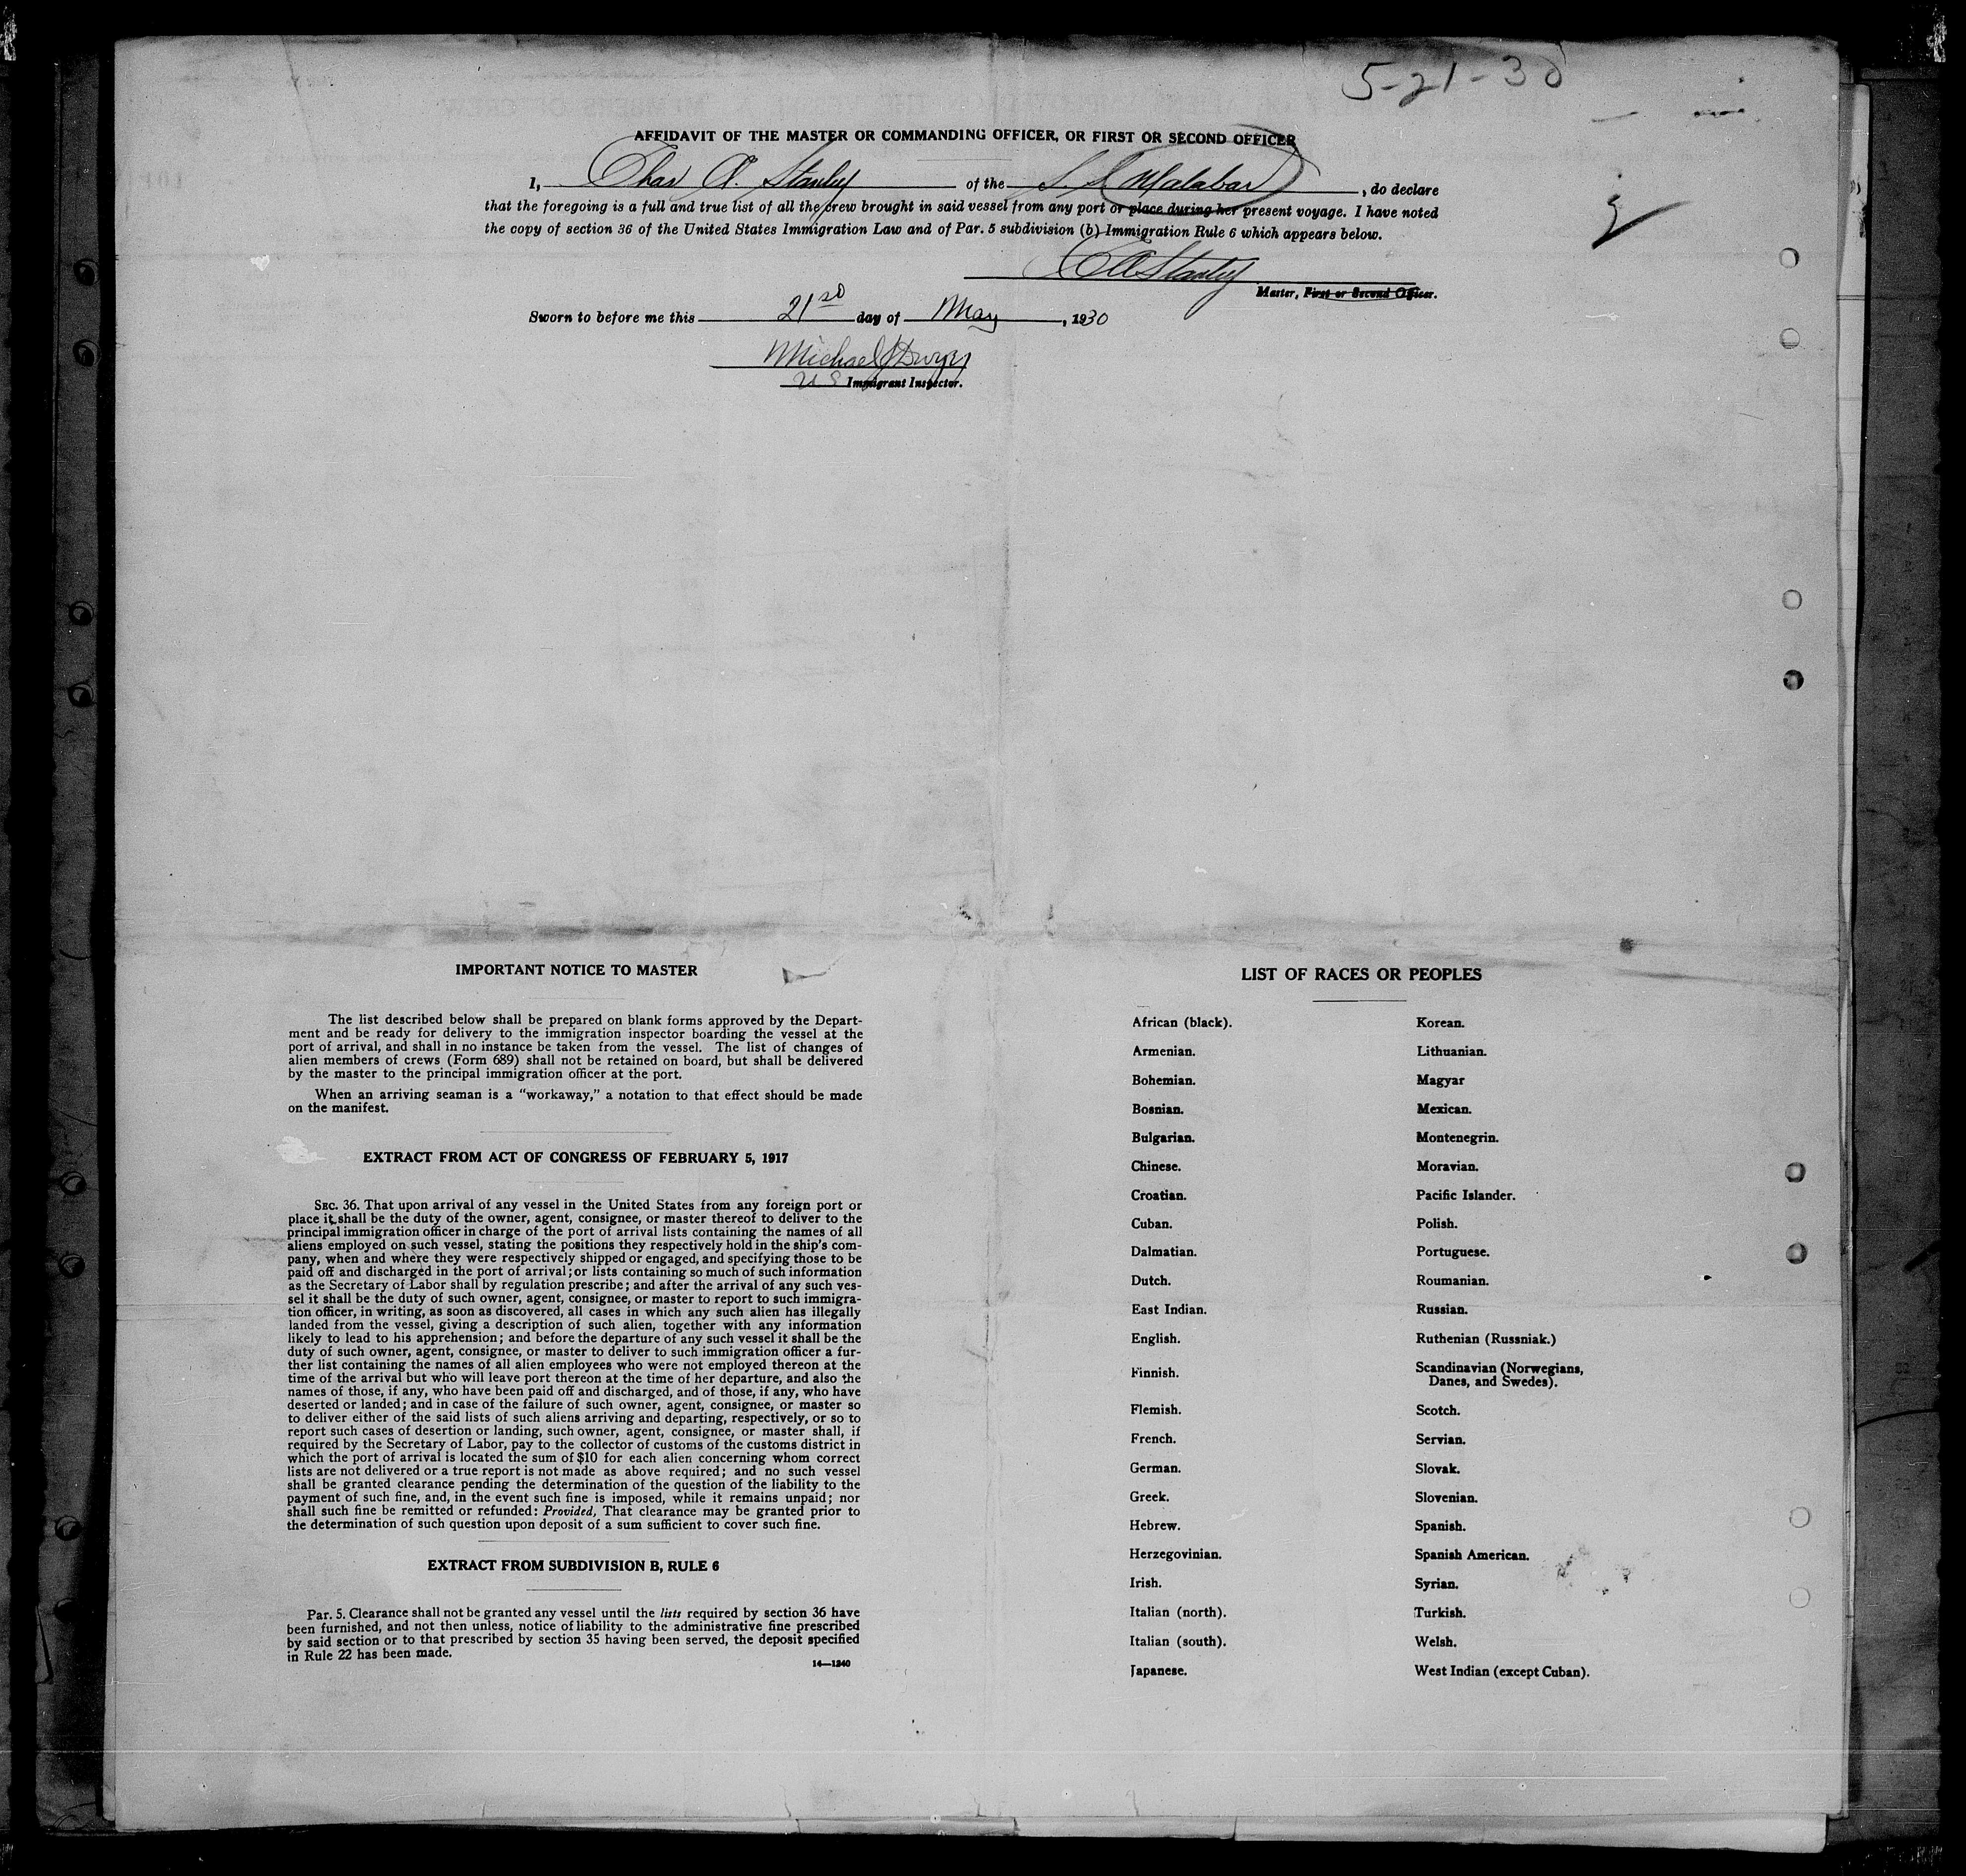 5-21-30
AFFIDAVIT OF THE MASTER OR COMMANDING OFFICER, OR FIRST OR SECOND OFFICER
I, Chas A. Stanley of the S.S. Malabar, do declare
that the foregoing is a full and true list of all the crew brought in said vessel from any port or place during her present voyage. I have noted
the copy of section 36 of the United States Immigration Law and of Par. 5 subdivision (b) Immigration Rule 6 which appears below.
C A Stanley
Master, First or Second Officer.
Sworn to before me this 21st day of May, 1930
Michael J Dwyer
U S Immigrant Inspector.
IMPORTANT NOTICE TO MASTER
The list described below shall be prepared on blank forms approved by the Depart-
ment and be ready for delivery to the immigration inspector boarding the vessel at the
port of arrival, and shall in no instance be taken from the vessel. The list of changes of
alien members of crews (Form 689) shall not be retained on board, but shall be delivered
by the master to the principal immigration officer at the port.
When an arriving seaman is a "workaway," a notation to that effect should be made
on the manifest.
EXTRACT FROM ACT OF CONGRESS OF FEBRUARY 5, 1917
SEC. 36. That upon arrival of any vessel in the United States from any foreign port or
place it shall be the duty of the owner, agent, consignee, or master thereof to deliver to the
principal immigration officer in charge of the port of arrival lists containing the names of all
aliens employed on such vessel, stating the positions they respectively hold in the ship's com-
pany, when and where they were respectively shipped or engaged, and specifying those to be
paid off and discharged in the port of arrival; or lists containing so much of such information
as the Secretary of Labor shall by regulation prescribe; and after the arrival of any such ves-
sel it shall be the duty of such owner, agent, consignee, or master to report to such immigra-
tion officer, in writing, as soon as discovered, all cases in which any such alien has illegally
landed from the vessel, giving a description of such alien, together with any information
likely to lead to his apprehension; and before the departure of any such vessel it shall be the
duty of such owner, agent, consignee, or master to deliver to such immigration officer a fur-
ther list containing the names of all alien employees who were not employed thereon at the
time of the arrival but who will leave port thereon at the time of her departure, and also the
names of those, if any, who have been paid off and discharged, and of those, if any, who have
deserted or landed; and in case of the failure of such owner, agent, consignee, or master so
to deliver either of the said lists of such aliens arriving and departing, respectively, or so to
report such cases of desertion or landing, such owner, agent, consignee, or master shall, if
required by the Secretary of Labor, pay to the collector of customs of the customs district in
which the port of arrival is located the sum of $10 for each alien concerning whom correct
lists are not delivered or a true report is not made as above required; and no such vessel
shall be granted clearance pending the determination of the question of the liability to the
payment of such fine, and, in the event such fine is imposed, while it remains unpaid; nor
shall such fine be remitted or refunded: Provided, That clearance may be granted prior to
the determination of such question upon deposit of a sum sufficient to cover such fine.
EXTRACT FROM SUBDIVISION B, RULE 6
Par. 5. Clearance shall not be granted any vessel until the lists required by section 36 have
been furnished, and not then unless, notice of liability to the administrative fine prescribed
by said section or to that prescribed by section 35 having been served, the deposit specified
in Rule 22 has been made.
14—1240
LIST OF RACES OR PEOPLES
African (black).
Armenian.
Bohemian.
Bosnian.
Bulgarian.
Chinese.
Croatian.
Cuban.
Dalmatian.
Dutch.
East Indian.
English.
Finnish.
Flemish.
French.
German.
Greek.
Hebrew.
Herzegovinian.
Irish.
Italian (north).
Italian (south).
Japanese.
Korean.
Lithuanian.
Magyar
Mexican.
Montenegrin.
Moravian.
Pacific Islander.
Polish.
Portuguese.
Roumanian.
Russian.
Ruthenian (Russniak.)
Scandinavian (Norwegians,
Danes, and Swedes).
Scotch.
Servian.
Slovak.
Slovenian.
Spanish.
Spanish American.
Syrian.
Turkish.
Welsh.
West Indian (except Cuban).